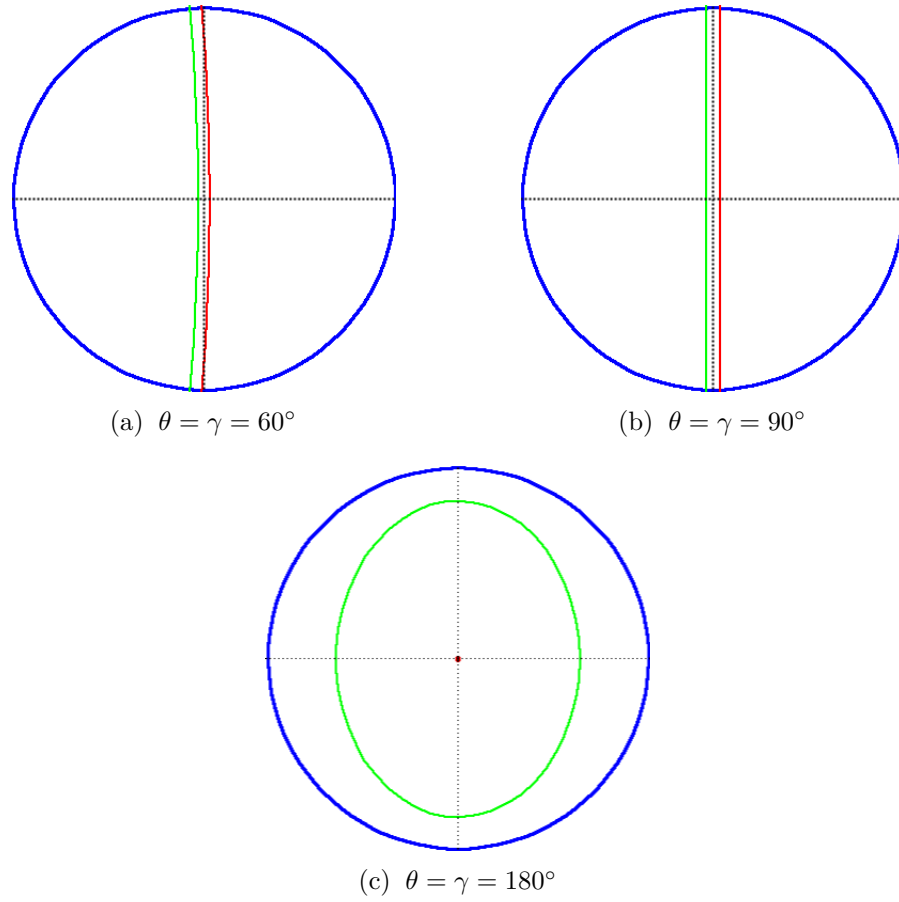 (a) θ = γ = 60°
(b) θ = γ = 90°
(c) θ = γ = 180°